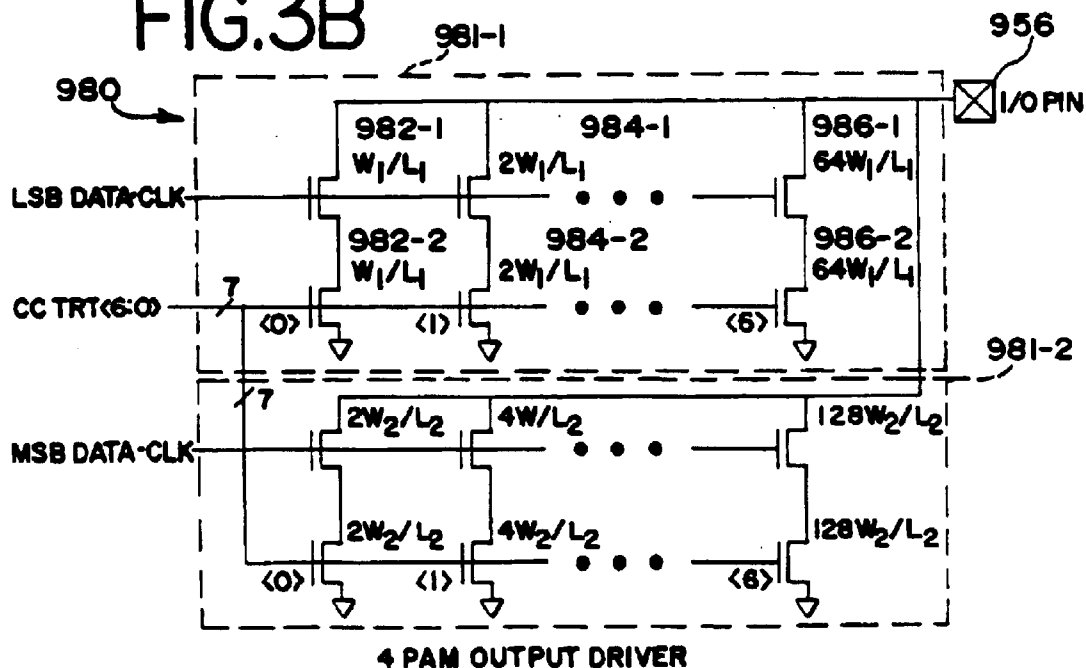 FIG.3B
981-1
956
980
I/O PIN
982-1
984-1
986-1
W1/L1
2W1/L1
64W1/L1
LSB DATA·CLK
982-2
984-2
986-2
W1/L1
2W1/L1
64W1/L1
7
CC TRT<6:0>
<0>
<1>
<6>
981-2
7
2W2/L2
4W/L2
128W2/L2
MSB DATA·CLK
2W2/L2
4W2/L2
128W2/L2
<0>
<1>
<6>
4 PAM OUTPUT DRIVER